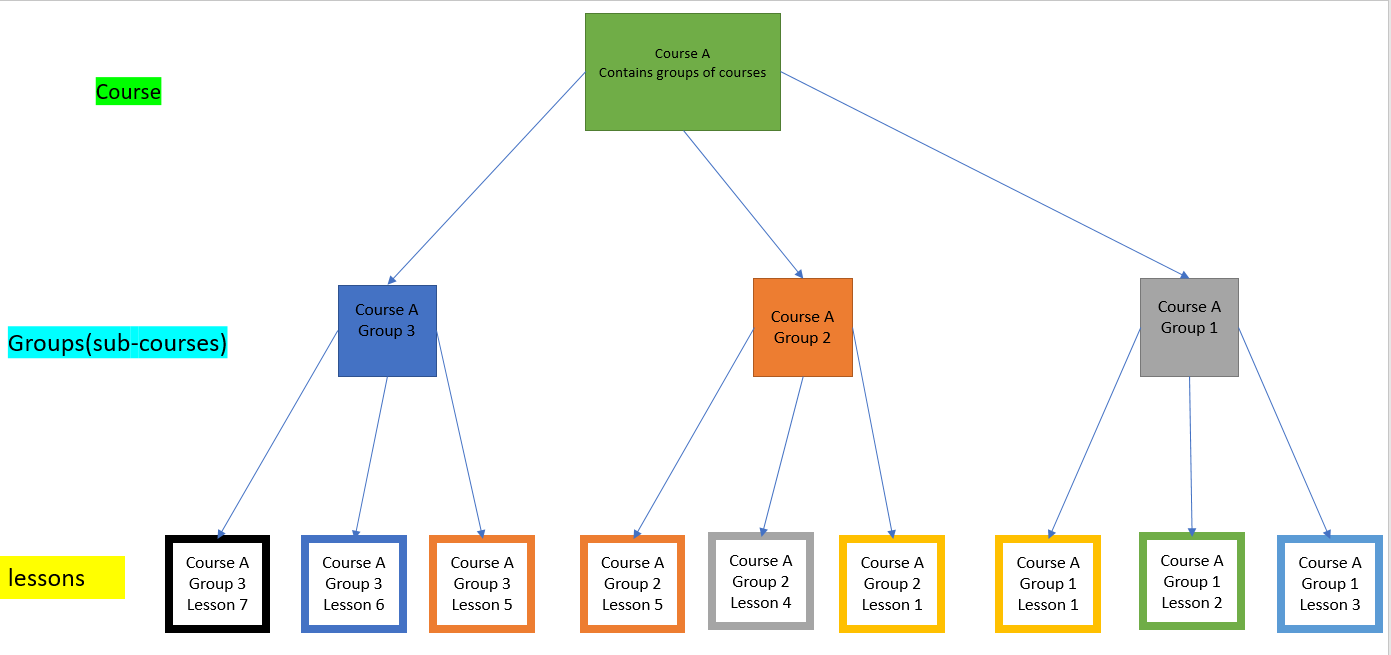 Course A
Contains groups of courses
Course
Course A
Group 3
Course A
Group 2
Course A
Group 1
Groups(sub-courses)
Course A
Group 3
Lesson 7
Course A
Group 3
Lesson 6
Course A
Group 3
Lesson 5
Course A
Group 2
Lesson 5
Course A
Group 2
Lesson 4
Course A
Group 2
Lesson 1
Course A
Group 1
Lesson 1
Course A
Group 1
Lesson 2
Course A
Group 1
Lesson 3
lessons